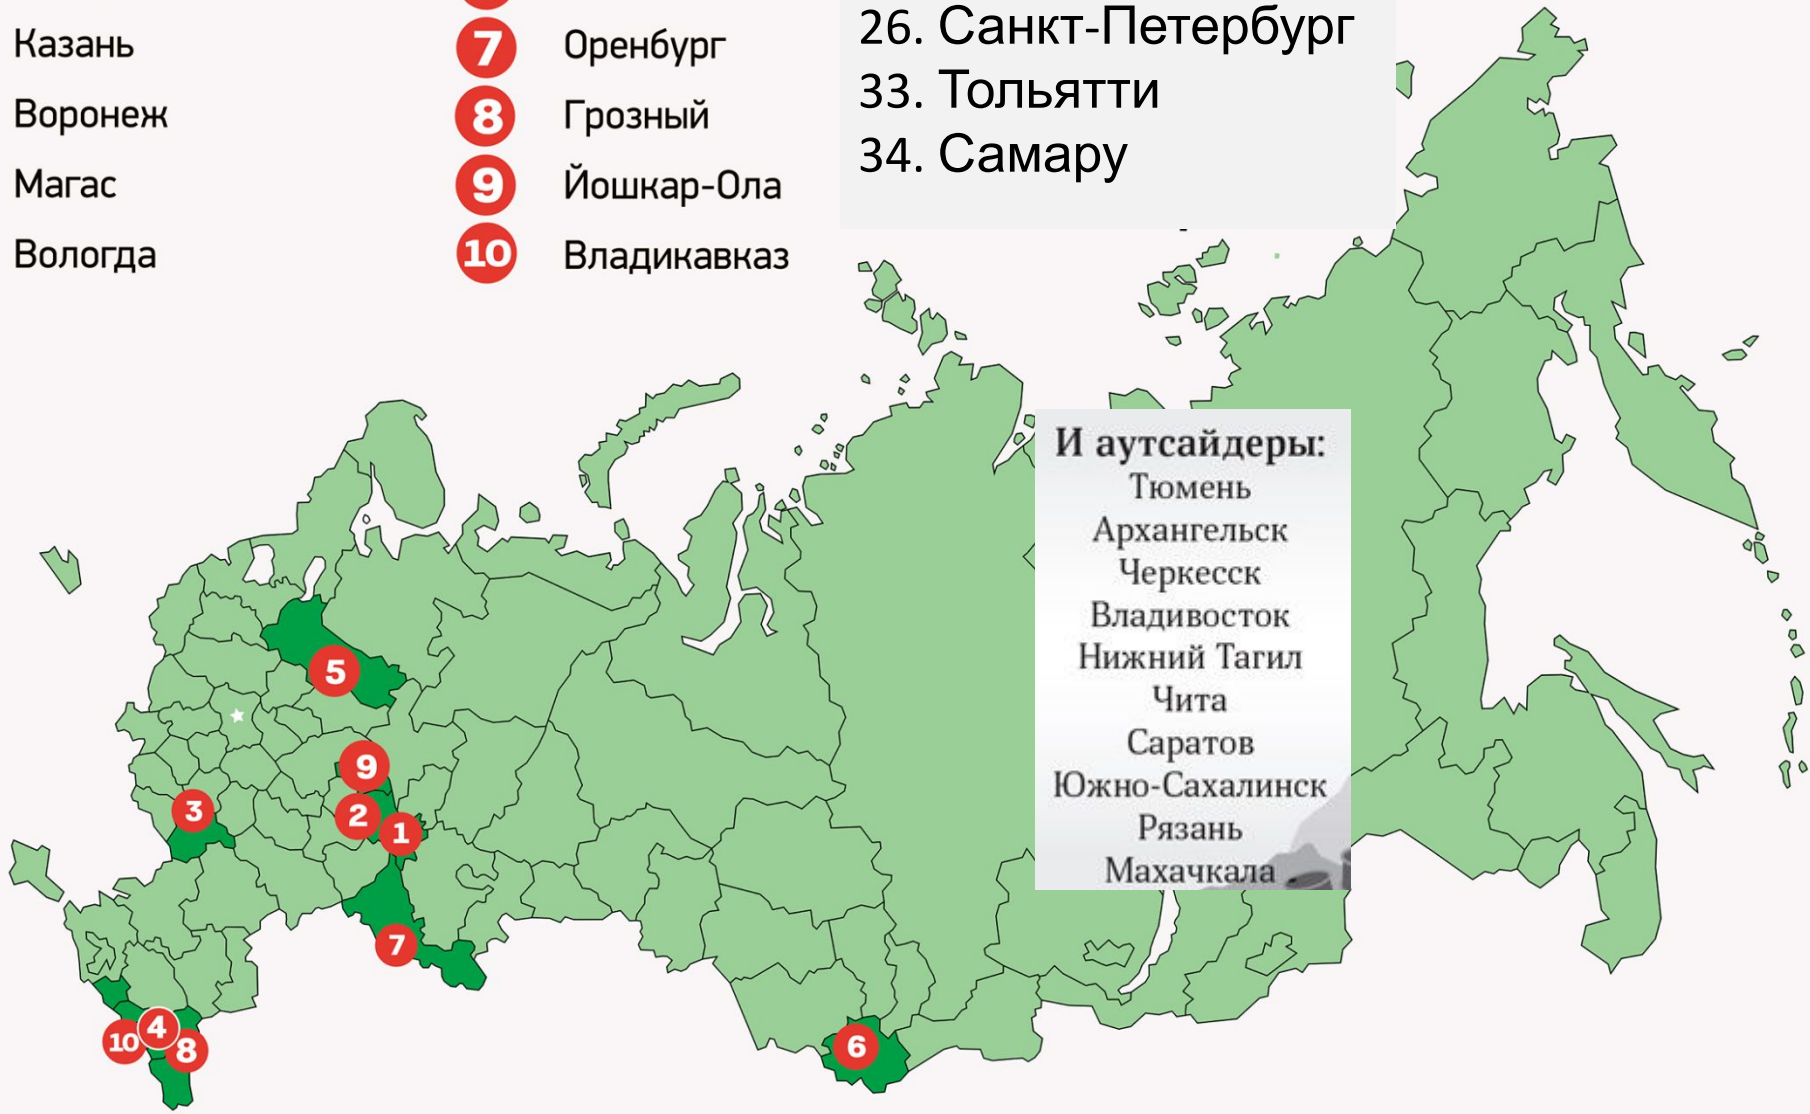 Казань
Воронеж
Магас
Вологда
7 Оренбург
8 Грозный
9 Йошкар-Ола
10 Владикавказ
26. Санкт-Петербург
33. Тольятти
34. Самару
И аутсайдеры:
Тюмень
Архангельск
Черкесск
Владивосток
Нижний Тагил
Чита
Саратов
Южно-Сахалинск
Рязань
Махачкала
5
9
3
2
1
7
4
10
8
6